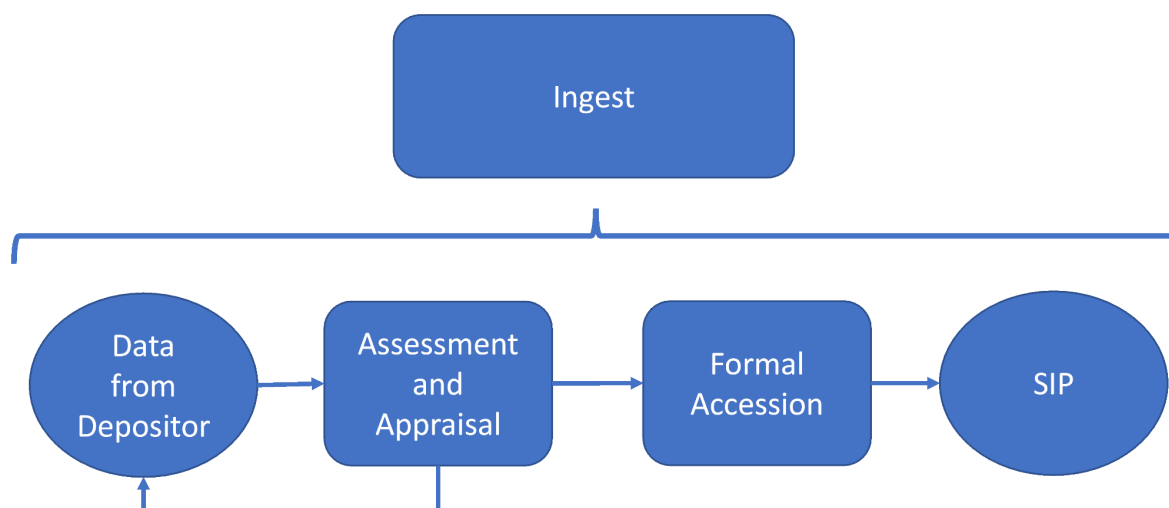 Ingest
Data
from
Depositor
Assessment
and
Appraisal
Formal
Accession
SIP